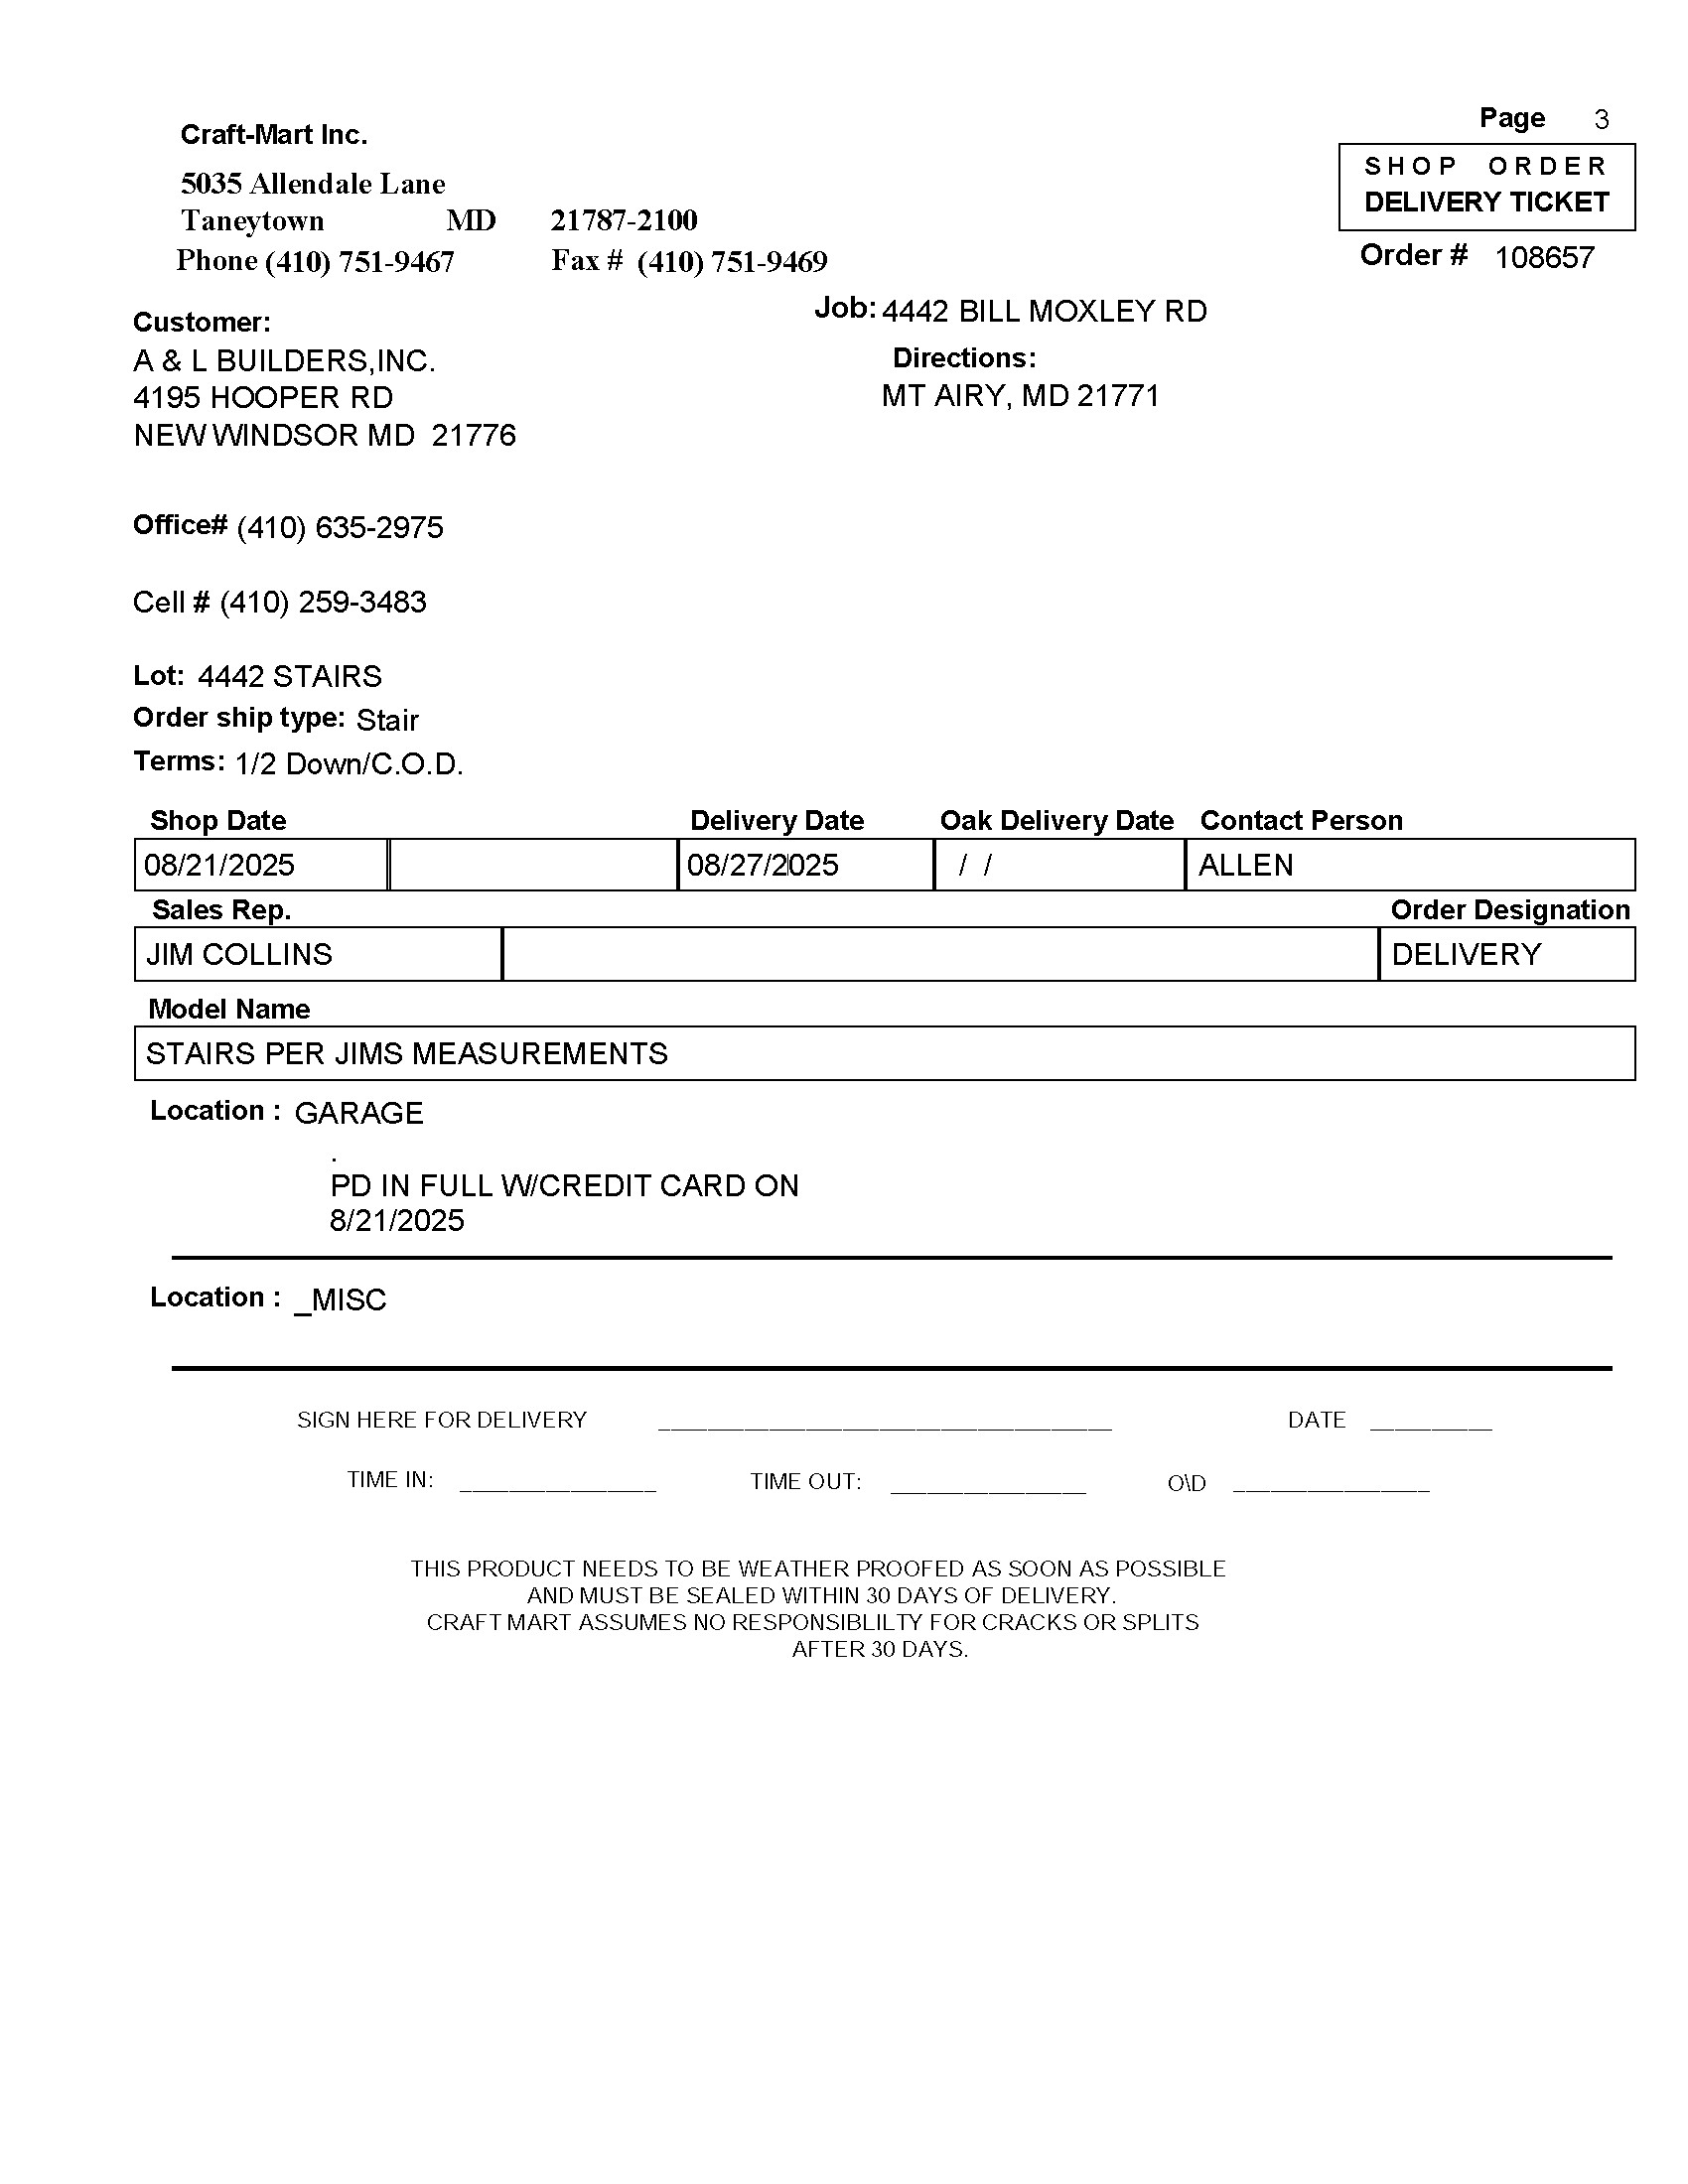 Page 3
Craft-Mart Inc.
SHOP ORDER
DELIVERY TICKET
5035 Allendale Lane
Taneytown MD 21787-2100
Phone (410) 751-9467 Fax # (410) 751-9469
Order # 108657
Job: 4442 BILL MOXLEY RD
Directions:
MT AIRY, MD 21771
Customer:
A & L BUILDERS,INC.
4195 HOOPER RD
NEW WINDSOR MD 21776
Office# (410) 635-2975
Cell # (410) 259-3483
Lot: 4442 STAIRS
Order ship type: Stair
Terms: 1/2 Down/C.O.D.
Shop Date Delivery Date Oak Delivery Date Contact Person
08/21/2025 08/27/2025 / / ALLEN
Sales Rep. Order Designation
JIM COLLINS DELIVERY
Model Name
STAIRS PER JIMS MEASUREMENTS
Location : GARAGE
.
PD IN FULL W/CREDIT CARD ON
8/21/2025
Location : _MISC
SIGN HERE FOR DELIVERY ____________________ DATE __________
TIME IN: ________________ TIME OUT: ________________ O\D ________________
THIS PRODUCT NEEDS TO BE WEATHER PROOFED AS SOON AS POSSIBLE
AND MUST BE SEALED WITHIN 30 DAYS OF DELIVERY.
CRAFT MART ASSUMES NO RESPONSIBLILTY FOR CRACKS OR SPLITS
AFTER 30 DAYS.